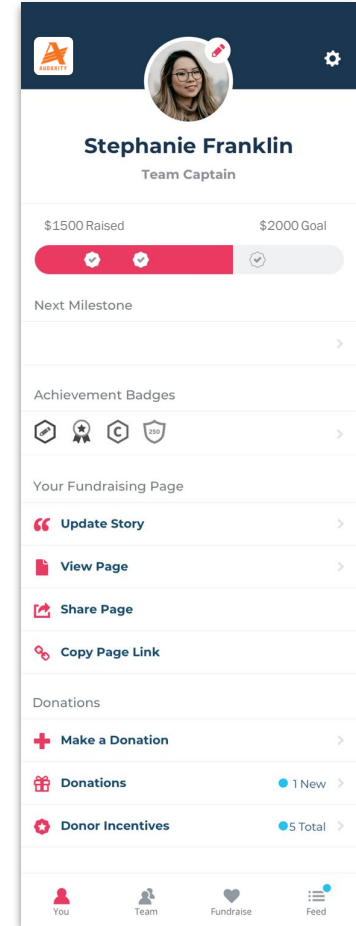 AUDAXITY
Stephanie Franklin
Team Captain
$1500 Raised $2000 Goal
Next Milestone
Achievement Badges
C 250
Your Fundraising Page
Update Story
View Page
Share Page
Copy Page Link
Donations
Make a Donation
Donations 1 New
Donor Incentives 5 Total
You Team Fundraise Feed